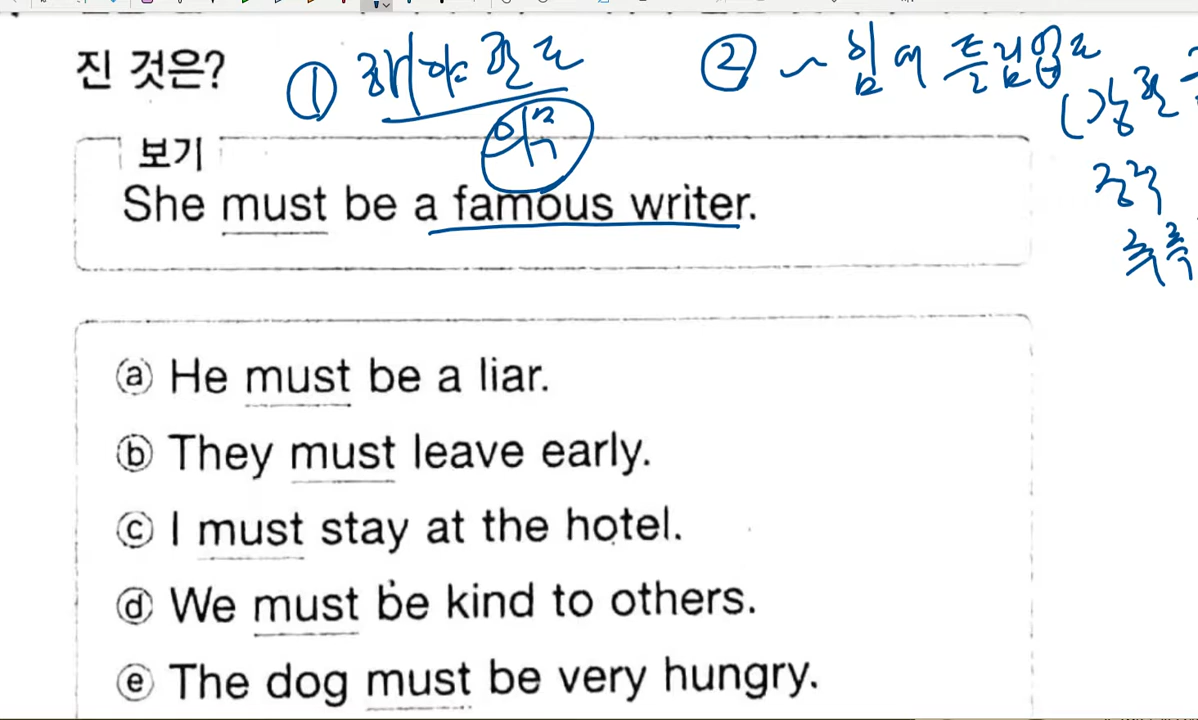 진 것은?
① 해야 한다
② ~임에 틀림없다
의무
보기
She must be a famous writer.
ⓐ He must be a liar.
ⓑ They must leave early.
ⓒ I must stay at the hotel.
ⓓ We must be kind to others.
ⓔ The dog must be very hungry.